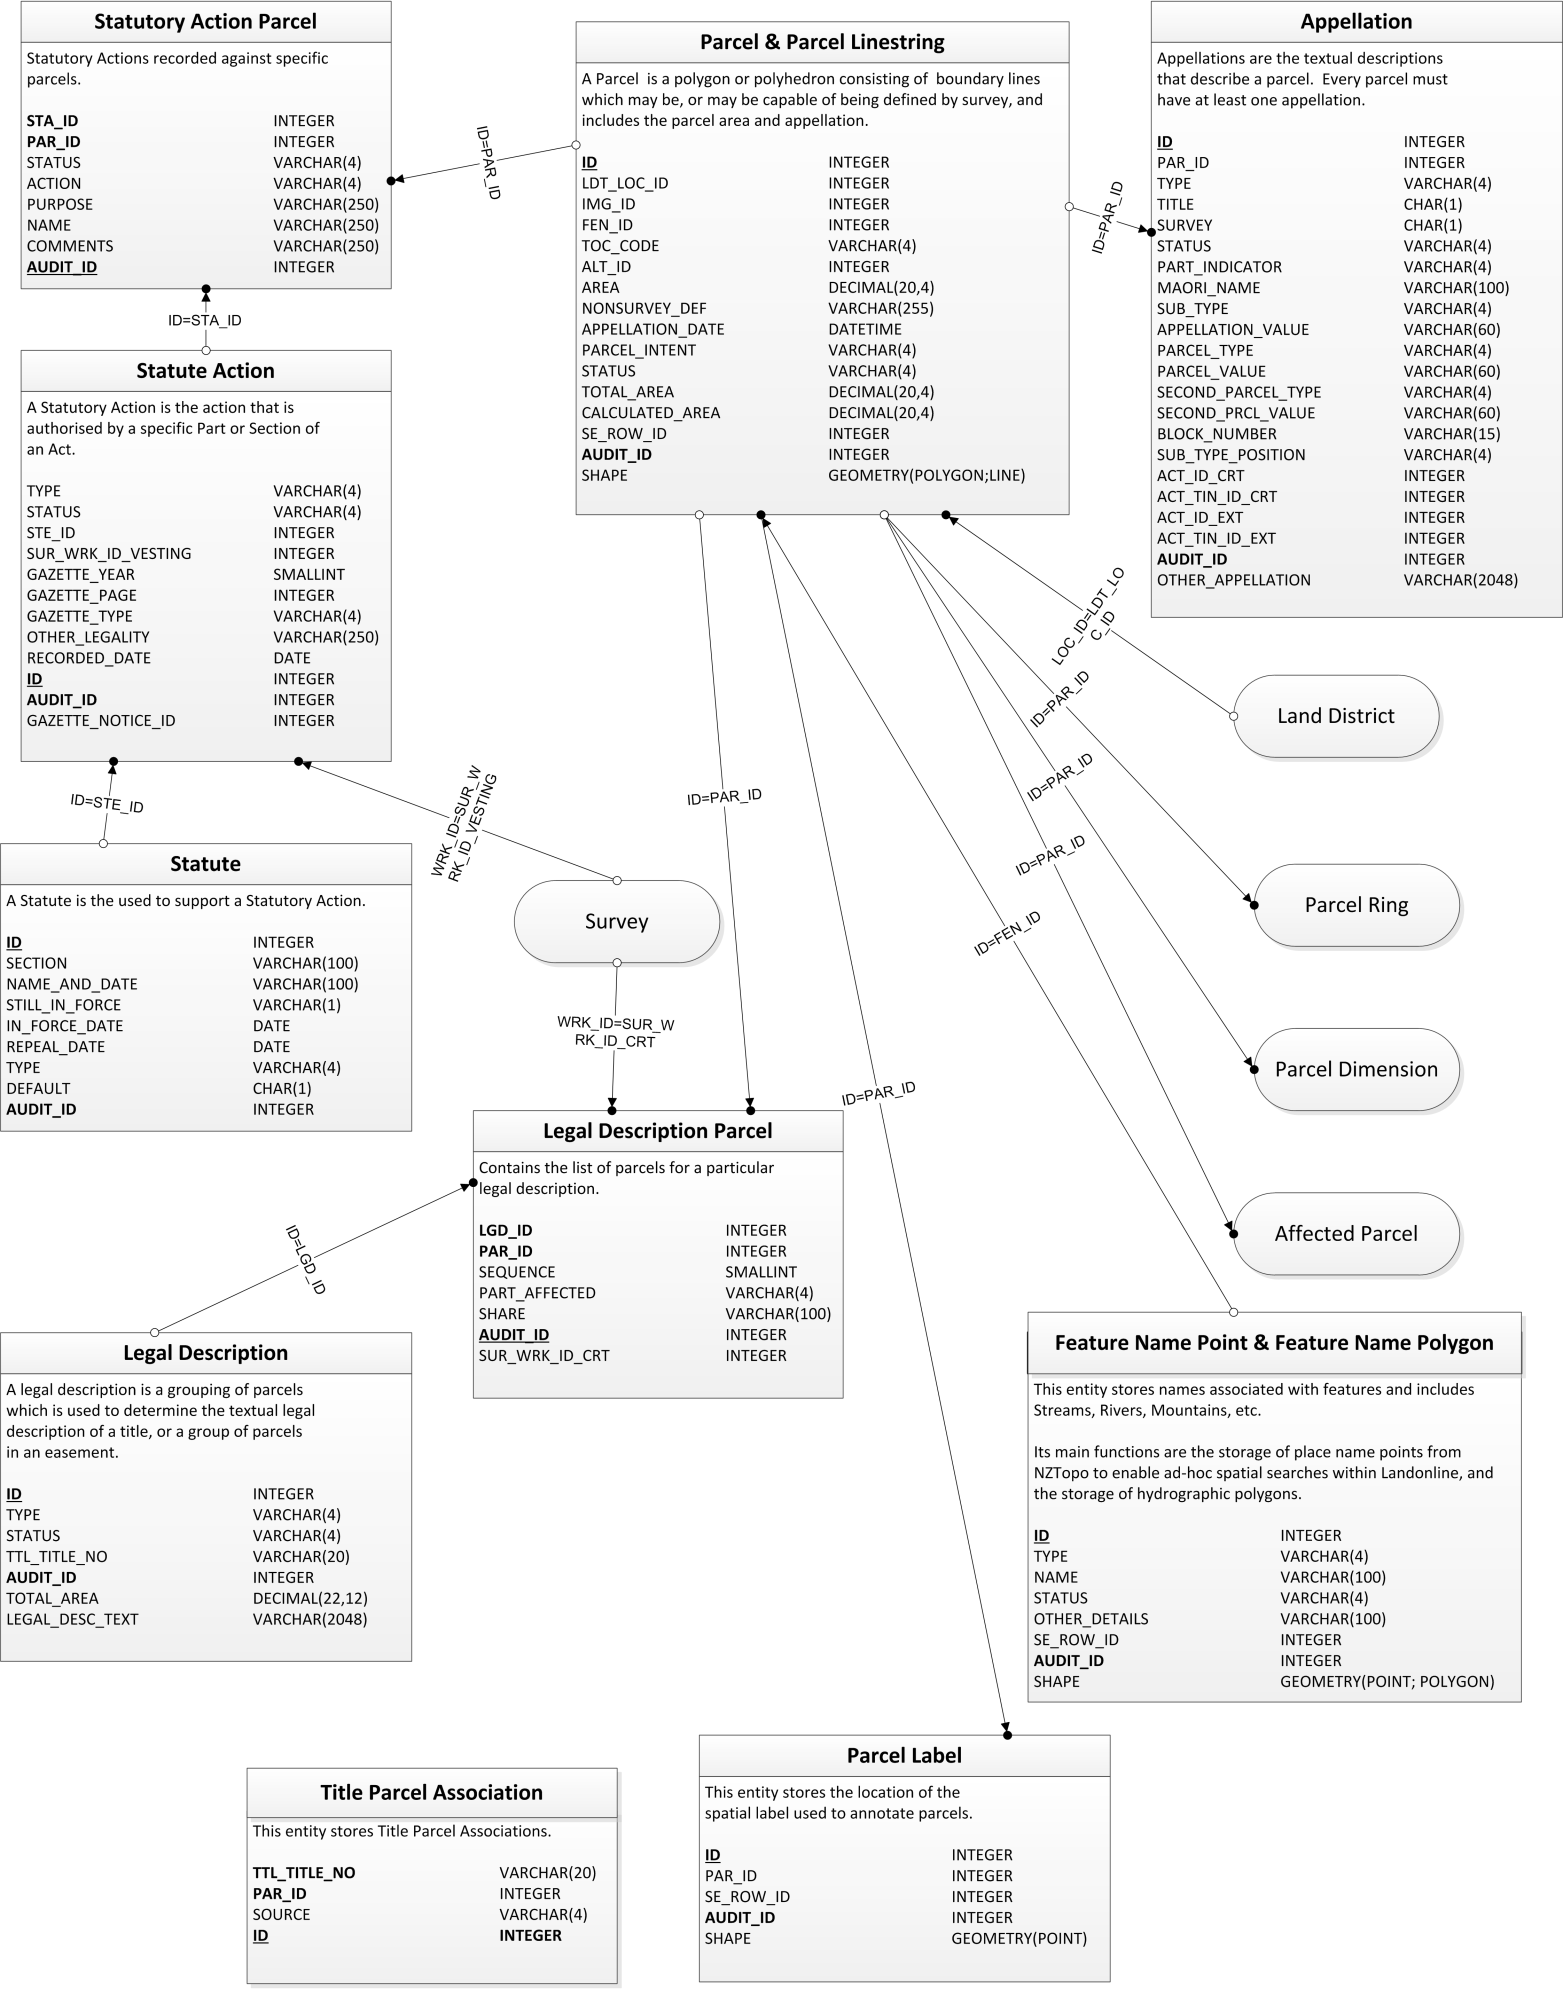 Statutory Action Parcel
Statutory Actions recorded against specific
parcels.
STA_ID INTEGER
PAR_ID INTEGER
STATUS VARCHAR(4)
ACTION VARCHAR(4)
PURPOSE VARCHAR(250)
NAME VARCHAR(250)
COMMENTS VARCHAR(250)
AUDIT_ID INTEGER
ID=PAR_ID
Parcel & Parcel Linestring
A Parcel is a polygon or polyhedron consisting of boundary lines
which may be, or may be capable of being defined by survey, and
includes the parcel area and appellation.
ID INTEGER
LDT_LOC_ID INTEGER
IMG_ID INTEGER
FEN_ID INTEGER
TOC_CODE VARCHAR(4)
ALT_ID INTEGER
AREA DECIMAL(20,4)
NONSURVEY_DEF VARCHAR(255)
APPELLATION_DATE DATETIME
PARCEL_INTENT VARCHAR(4)
STATUS VARCHAR(4)
TOTAL_AREA DECIMAL(20,4)
CALCULATED_AREA DECIMAL(20,4)
SE_ROW_ID INTEGER
AUDIT_ID INTEGER
SHAPE GEOMETRY(POLYGON;LINE)
ID=PAR_ID
Appellation
Appellations are the textual descriptions
that describe a parcel. Every parcel must
have at least one appellation.
ID INTEGER
PAR_ID INTEGER
TYPE VARCHAR(4)
TITLE CHAR(1)
SURVEY CHAR(1)
STATUS VARCHAR(4)
PART_INDICATOR VARCHAR(4)
MAORI_NAME VARCHAR(100)
SUB_TYPE VARCHAR(4)
APPELLATION_VALUE VARCHAR(60)
PARCEL_TYPE VARCHAR(4)
PARCEL_VALUE VARCHAR(60)
SECOND_PARCEL_TYPE VARCHAR(4)
SECOND_PRCL_VALUE VARCHAR(60)
BLOCK_NUMBER VARCHAR(15)
SUB_TYPE_POSITION VARCHAR(4)
ACT_ID_CRT INTEGER
ACT_TIN_ID_CRT INTEGER
ACT_ID_EXT INTEGER
ACT_TIN_ID_EXT INTEGER
AUDIT_ID INTEGER
OTHER_APPELLATION VARCHAR(2048)
ID=STA_ID
Statute Action
A Statutory Action is the action that is
authorised by a specific Part or Section of
an Act.
TYPE VARCHAR(4)
STATUS VARCHAR(4)
STE_ID INTEGER
SUR_WRK_ID_VESTING INTEGER
GAZETTE_YEAR SMALLINT
GAZETTE_PAGE INTEGER
GAZETTE_TYPE VARCHAR(4)
OTHER_LEGALITY VARCHAR(250)
RECORDED_DATE DATE
ID INTEGER
AUDIT_ID INTEGER
GAZETTE_NOTICE_ID INTEGER
LOC_ID=LDT_LO
C_ID
Land District
ID=PAR_ID
ID=PAR_ID
ID=PAR_ID
ID=PAR_ID
ID=STE_ID
WRK_ID=SUR_W
RK_ID_VESTING
Statute
A Statute is the used to support a Statutory Action.
ID INTEGER
SECTION VARCHAR(100)
NAME_AND_DATE VARCHAR(100)
STILL_IN_FORCE VARCHAR(1)
IN_FORCE_DATE DATE
REPEAL_DATE DATE
TYPE VARCHAR(4)
DEFAULT CHAR(1)
AUDIT_ID INTEGER
Survey
Parcel Ring
ID=FEN_ID
WRK_ID=SUR_W
RK_ID_CRT
Parcel Dimension
ID=PAR_ID
Legal Description Parcel
Contains the list of parcels for a particular
legal description.
LGD_ID INTEGER
PAR_ID INTEGER
SEQUENCE SMALLINT
PART_AFFECTED VARCHAR(4)
SHARE VARCHAR(100)
AUDIT_ID INTEGER
SUR_WRK_ID_CRT INTEGER
Affected Parcel
ID=LGD_ID
Legal Description
A legal description is a grouping of parcels
which is used to determine the textual legal
description of a title, or a group of parcels
in an easement.
ID INTEGER
TYPE VARCHAR(4)
STATUS VARCHAR(4)
TTL_TITLE_NO VARCHAR(20)
AUDIT_ID INTEGER
TOTAL_AREA DECIMAL(22,12)
LEGAL_DESC_TEXT VARCHAR(2048)
Feature Name Point & Feature Name Polygon
This entity stores names associated with features and includes
Streams, Rivers, Mountains, etc.
Its main functions are the storage of place name points from
NZTopo to enable ad-hoc spatial searches within Landonline, and
the storage of hydrographic polygons.
ID INTEGER
TYPE VARCHAR(4)
NAME VARCHAR(100)
STATUS VARCHAR(4)
OTHER_DETAILS VARCHAR(100)
SE_ROW_ID INTEGER
AUDIT_ID INTEGER
SHAPE GEOMETRY(POINT; POLYGON)
Title Parcel Association
This entity stores Title Parcel Associations.
TTL_TITLE_NO VARCHAR(20)
PAR_ID INTEGER
SOURCE VARCHAR(4)
ID INTEGER
Parcel Label
This entity stores the location of the
spatial label used to annotate parcels.
ID INTEGER
PAR_ID INTEGER
SE_ROW_ID INTEGER
AUDIT_ID INTEGER
SHAPE GEOMETRY(POINT)